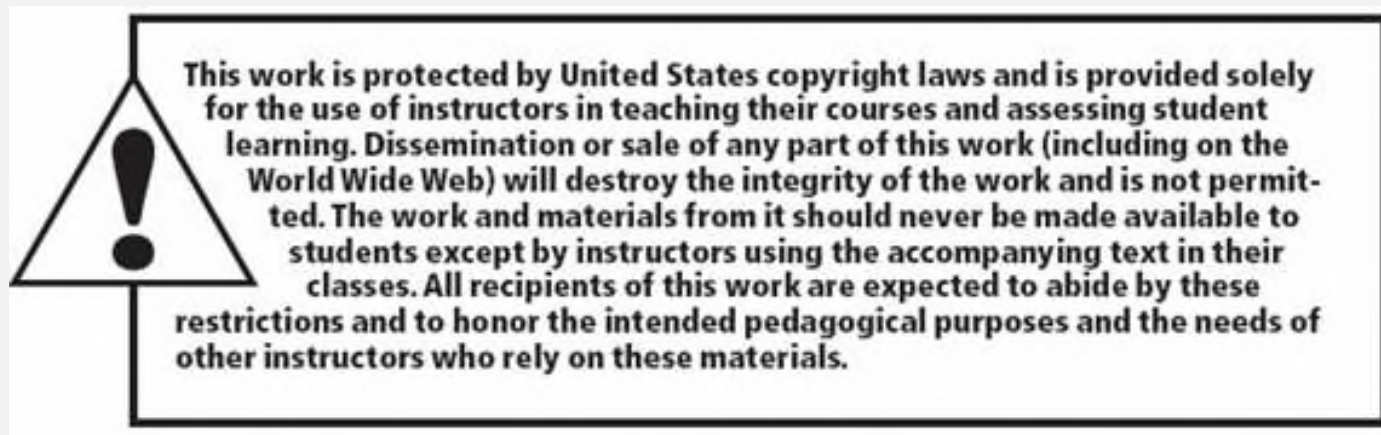 This work is protected by United States copyright laws and is provided solely
for the use of instructors in teaching their courses and assessing student
learning. Dissemination or sale of any part of this work (including on the
World Wide Web) will destroy the integrity of the work and is not permit-
ted. The work and materials from it should never be made available to
students except by instructors using the accompanying text in their
classes. All recipients of this work are expected to abide by these
restrictions and to honor the intended pedagogical purposes and the needs of
other instructors who rely on these materials.